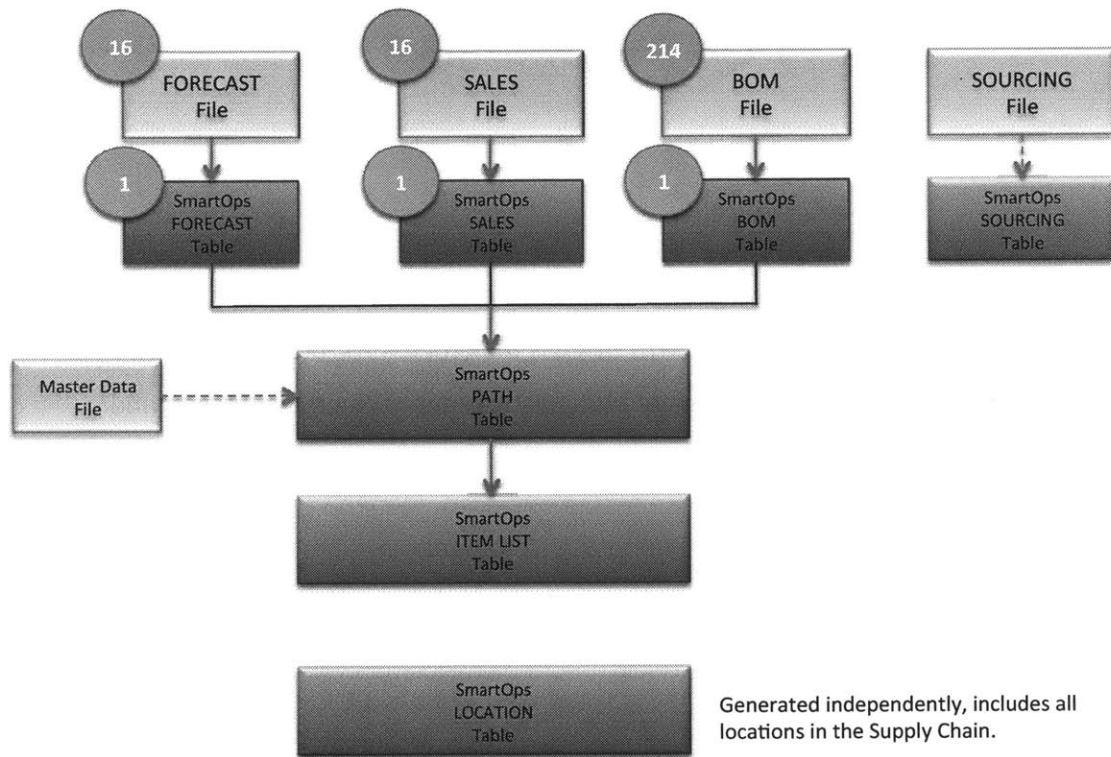 16
FORECAST
File
16
SALES
File
214
BOM
File
SOURCING
File
1
SmartOps
FORECAST
Table
1
SmartOps
SALES
Table
1
SmartOps
BOM
Table
SmartOps
SOURCING
Table
Master Data
File
SmartOps
PATH
Table
SmartOps
ITEM LIST
Table
SmartOps
LOCATION
Table
Generated independently, includes all
locations in the Supply Chain.